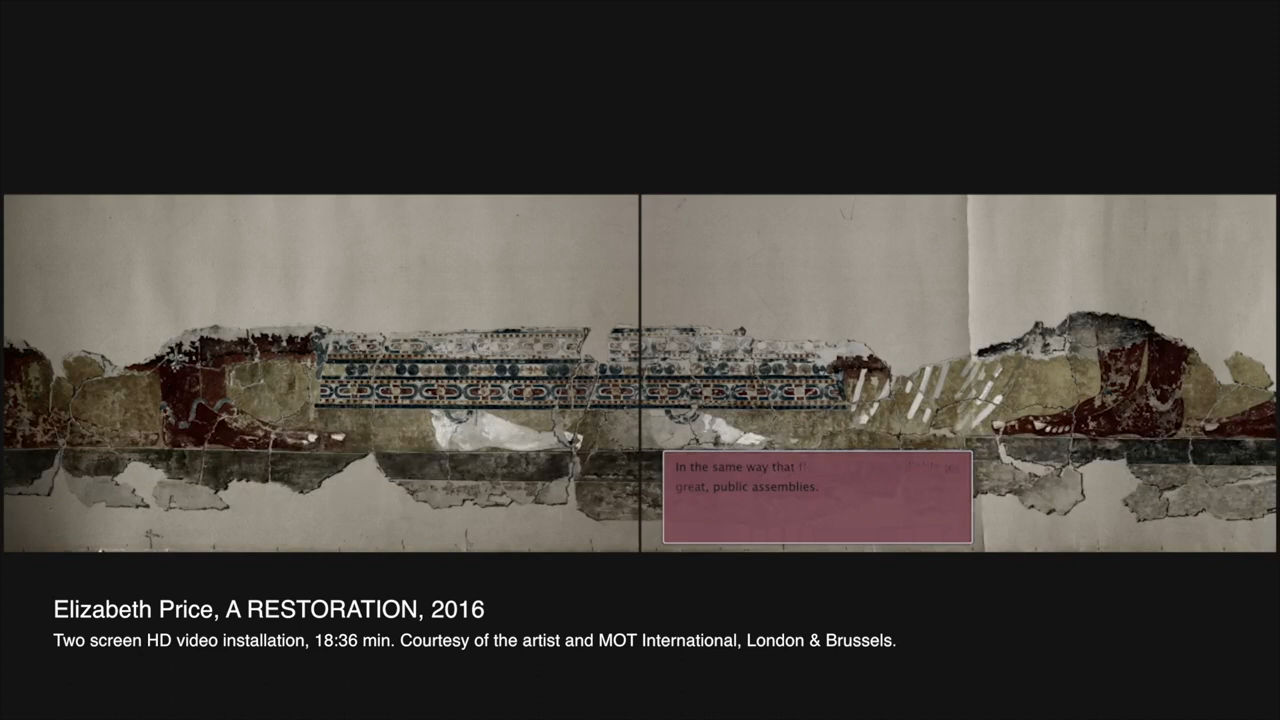 In the same way that
great, public assemblies.
Elizabeth Price, A RESTORATION, 2016
Two screen HD video installation, 18:36 min. Courtesy of the artist and MOT International, London & Brussels.